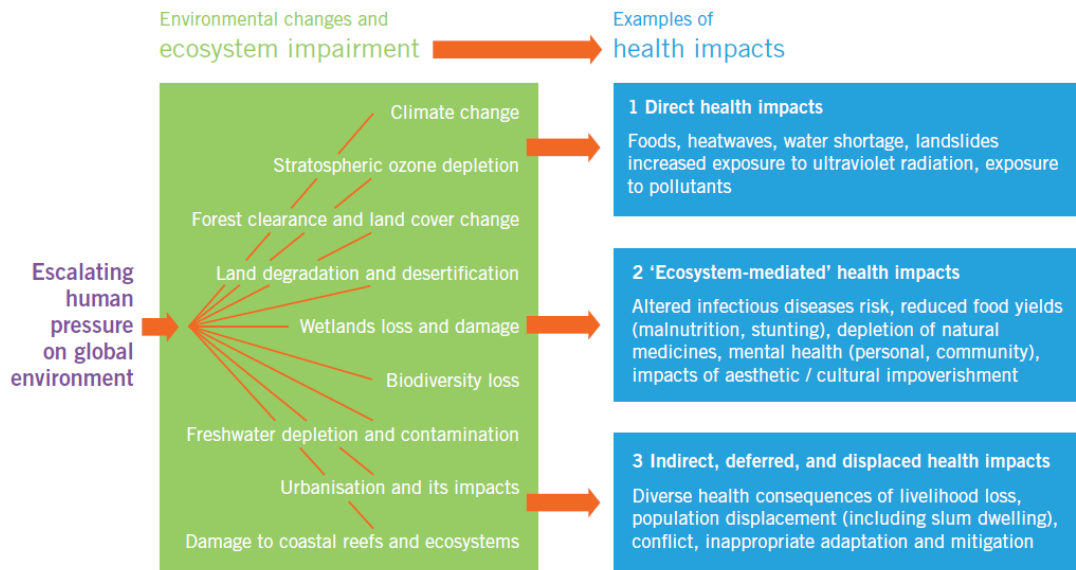 Environmental changes and
ecosystem impairment
Examples of
health impacts
Escalating
human
pressure
on global
environment
Climate change
Stratospheric ozone depletion
Forest clearance and land cover change
Land degradation and desertification
Wetlands loss and damage
Biodiversity loss
Freshwater depletion and contamination
Urbanisation and its impacts
Damage to coastal reefs and ecosystems
1 Direct health impacts
Foods, heatwaves, water shortage, landslides
increased exposure to ultraviolet radiation, exposure
to pollutants
2 ‘Ecosystem-mediated’ health impacts
Altered infectious diseases risk, reduced food yields
(malnutrition, stunting), depletion of natural
medicines, mental health (personal, community),
impacts of aesthetic / cultural impoverishment
3 Indirect, deferred, and displaced health impacts
Diverse health consequences of livelihood loss,
population displacement (including slum dwelling),
conflict, inappropriate adaptation and mitigation